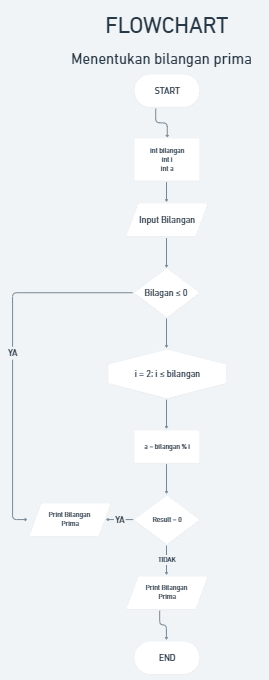 FLOWCHART
Menentukan bilangan prima
START
int bilangan
int i
int a
Input Bilangan
Bilagan ≤ 0
YA
i = 2; i ≤ bilangan
a = bilangan % i
Result = 0
YA
Print Bilangan
Prima
TIDAK
Print Bilangan
Prima
END